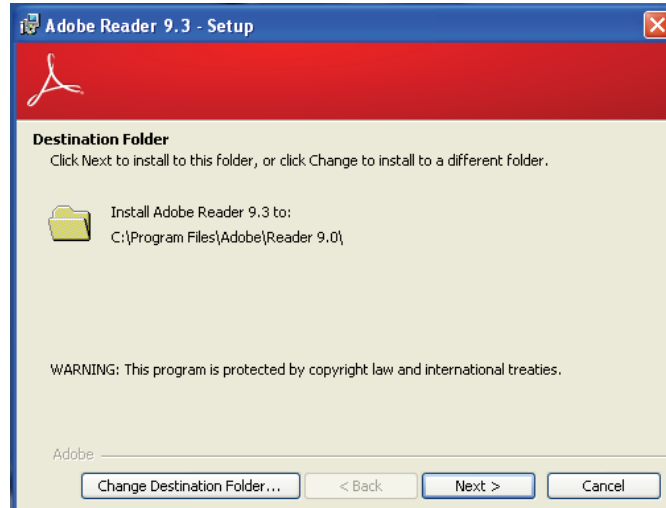 Adobe Reader 9.3 - Setup
Destination Folder
Click Next to install to this folder, or click Change to install to a different folder.
Install Adobe Reader 9.3 to:
C:\Program Files\Adobe\Reader 9.0\
WARNING: This program is protected by copyright law and international treaties.
Adobe
Change Destination Folder... < Back Next > Cancel